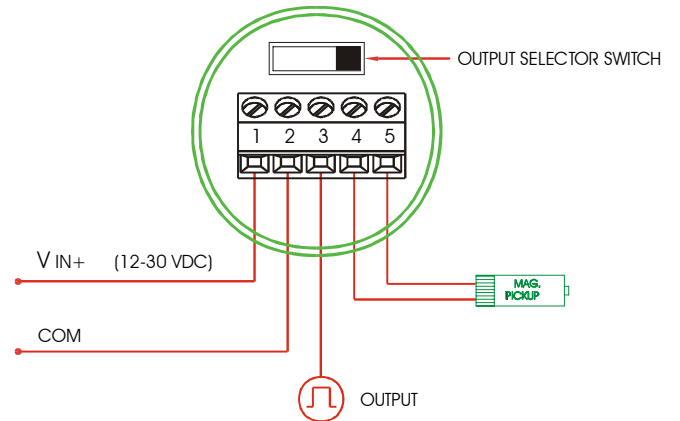 OUTPUT SELECTOR SWITCH
1 2 3 4 5
V IN+ (12-30 VDC)
MAG.
PICKUP
COM
OUTPUT